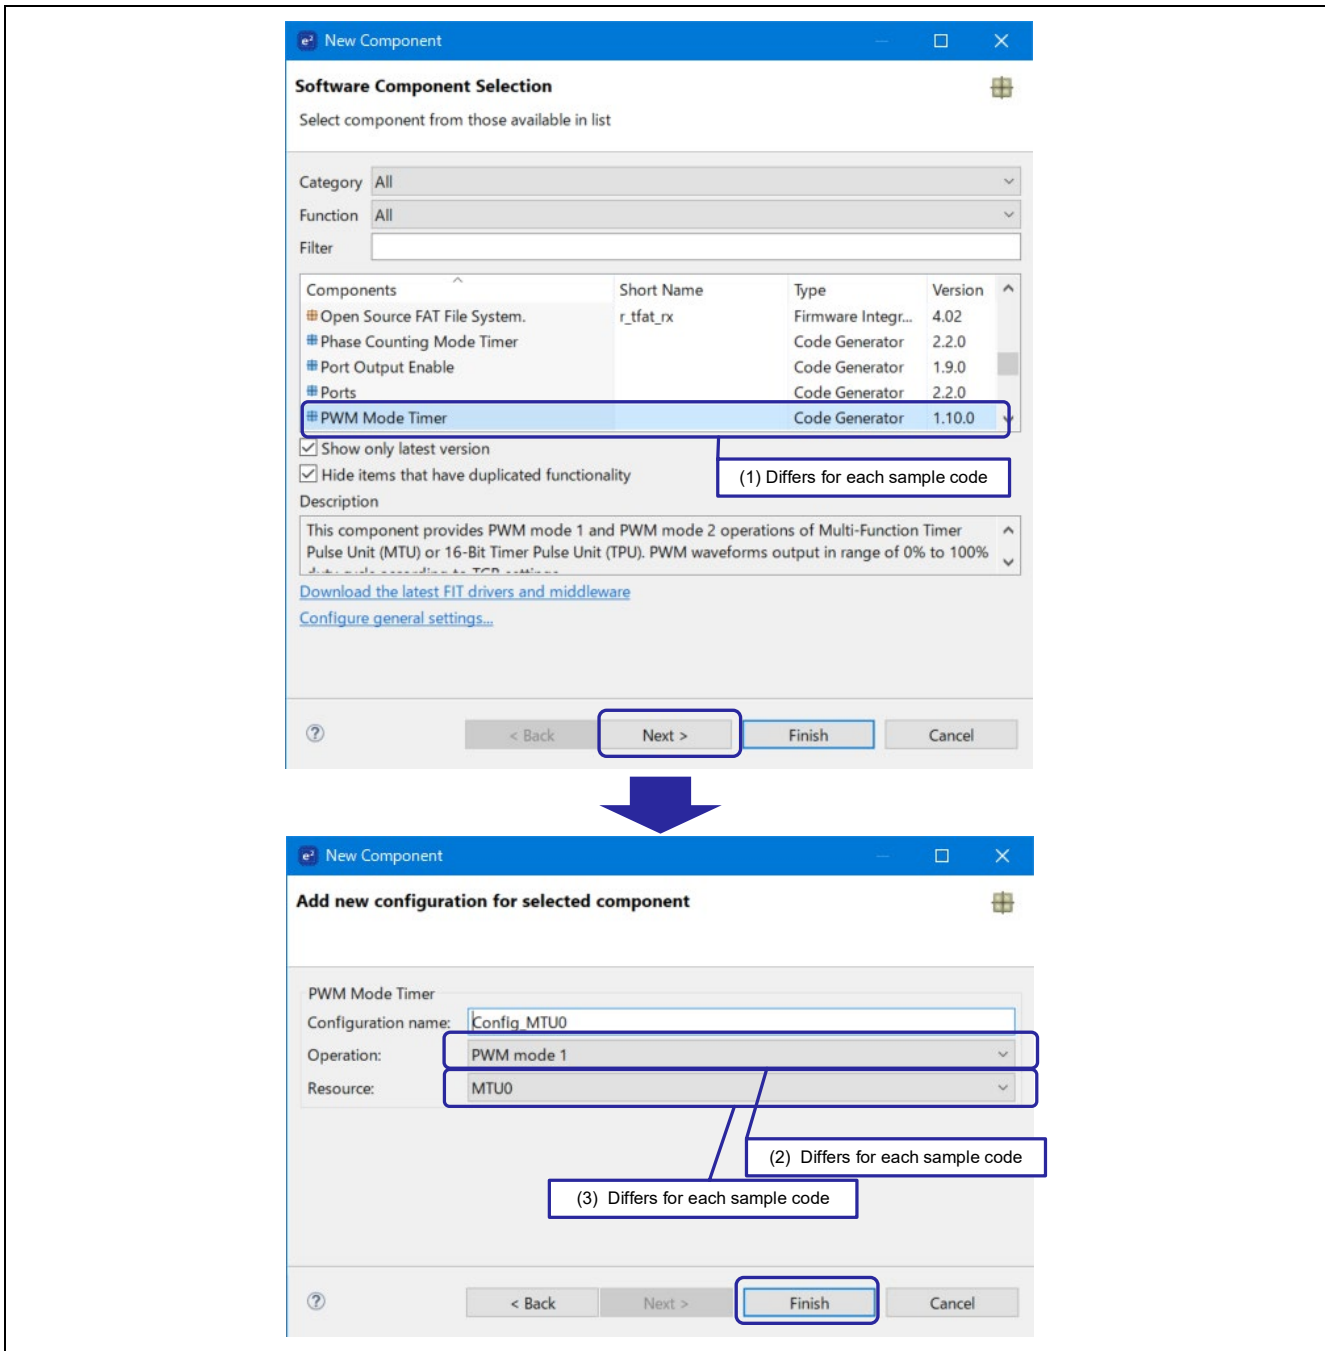 e² New Component
Software Component Selection
Select component from those available in list
Category All
Function All
Filter
Components Short Name Type Version
Open Source FAT File System. r_tfat_rx Firmware Integr... 4.02
Phase Counting Mode Timer Code Generator 2.2.0
Port Output Enable Code Generator 1.9.0
Ports Code Generator 2.2.0
PWM Mode Timer Code Generator 1.10.0
Show only latest version
Hide items that have duplicated functionality
(1) Differs for each sample code
Description
This component provides PWM mode 1 and PWM mode 2 operations of Multi-Function Timer
Pulse Unit (MTU) or 16-Bit Timer Pulse Unit (TPU). PWM waveforms output in range of 0% to 100%
Download the latest FIT drivers and middleware
Configure general settings...
? < Back Next > Finish Cancel
e² New Component
Add new configuration for selected component
PWM Mode Timer
Configuration name: Config_MTU0
Operation: PWM mode 1
Resource: MTU0
(2) Differs for each sample code
(3) Differs for each sample code
? < Back Next > Finish Cancel